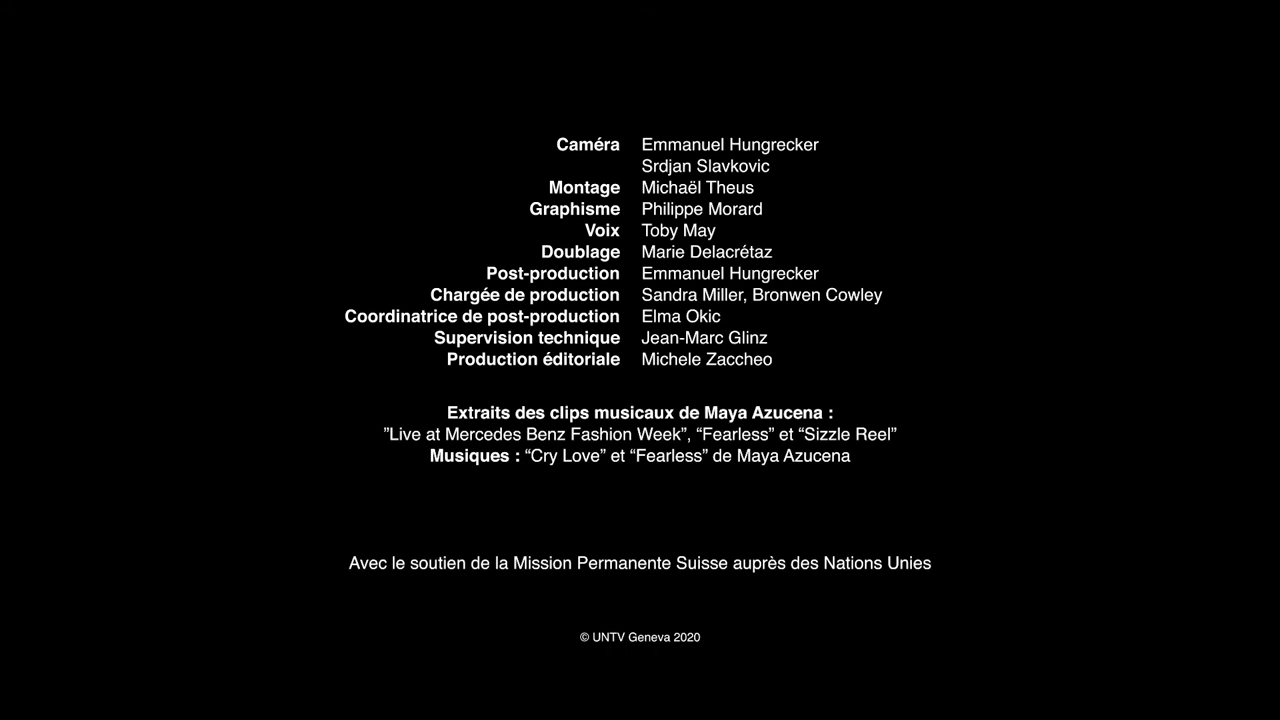 Caméra Emmanuel Hungrecker
Srdjan Slavkovic
Montage Michaël Theus
Graphisme Philippe Morard
Voix Toby May
Doublage Marie Delacrétaz
Post-production Emmanuel Hungrecker
Chargée de production Sandra Miller, Bronwen Cowley
Coordinatrice de post-production Elma Okic
Supervision technique Jean-Marc Glinz
Production éditoriale Michele Zaccheo
Extraits des clips musicaux de Maya Azucena :
”Live at Mercedes Benz Fashion Week”, “Fearless” et “Sizzle Reel”
Musiques : “Cry Love” et “Fearless” de Maya Azucena
Avec le soutien de la Mission Permanente Suisse auprès des Nations Unies
© UNTV Geneva 2020